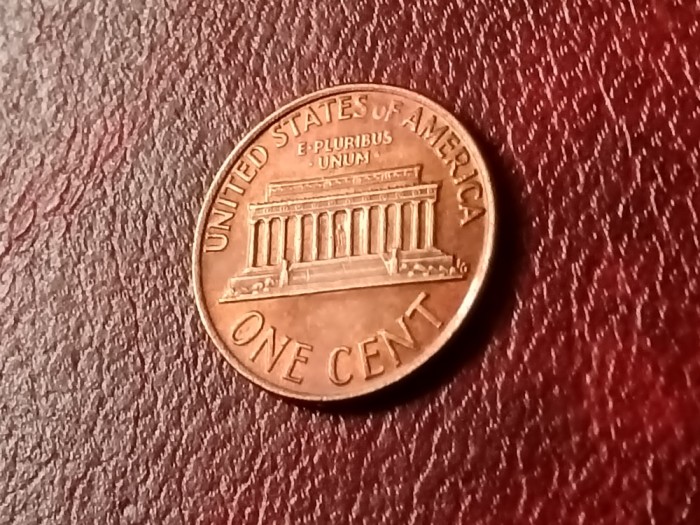 UNITED STATES OF AMERICA
E·PLURIBUS
·UNUM·
ONE CENT